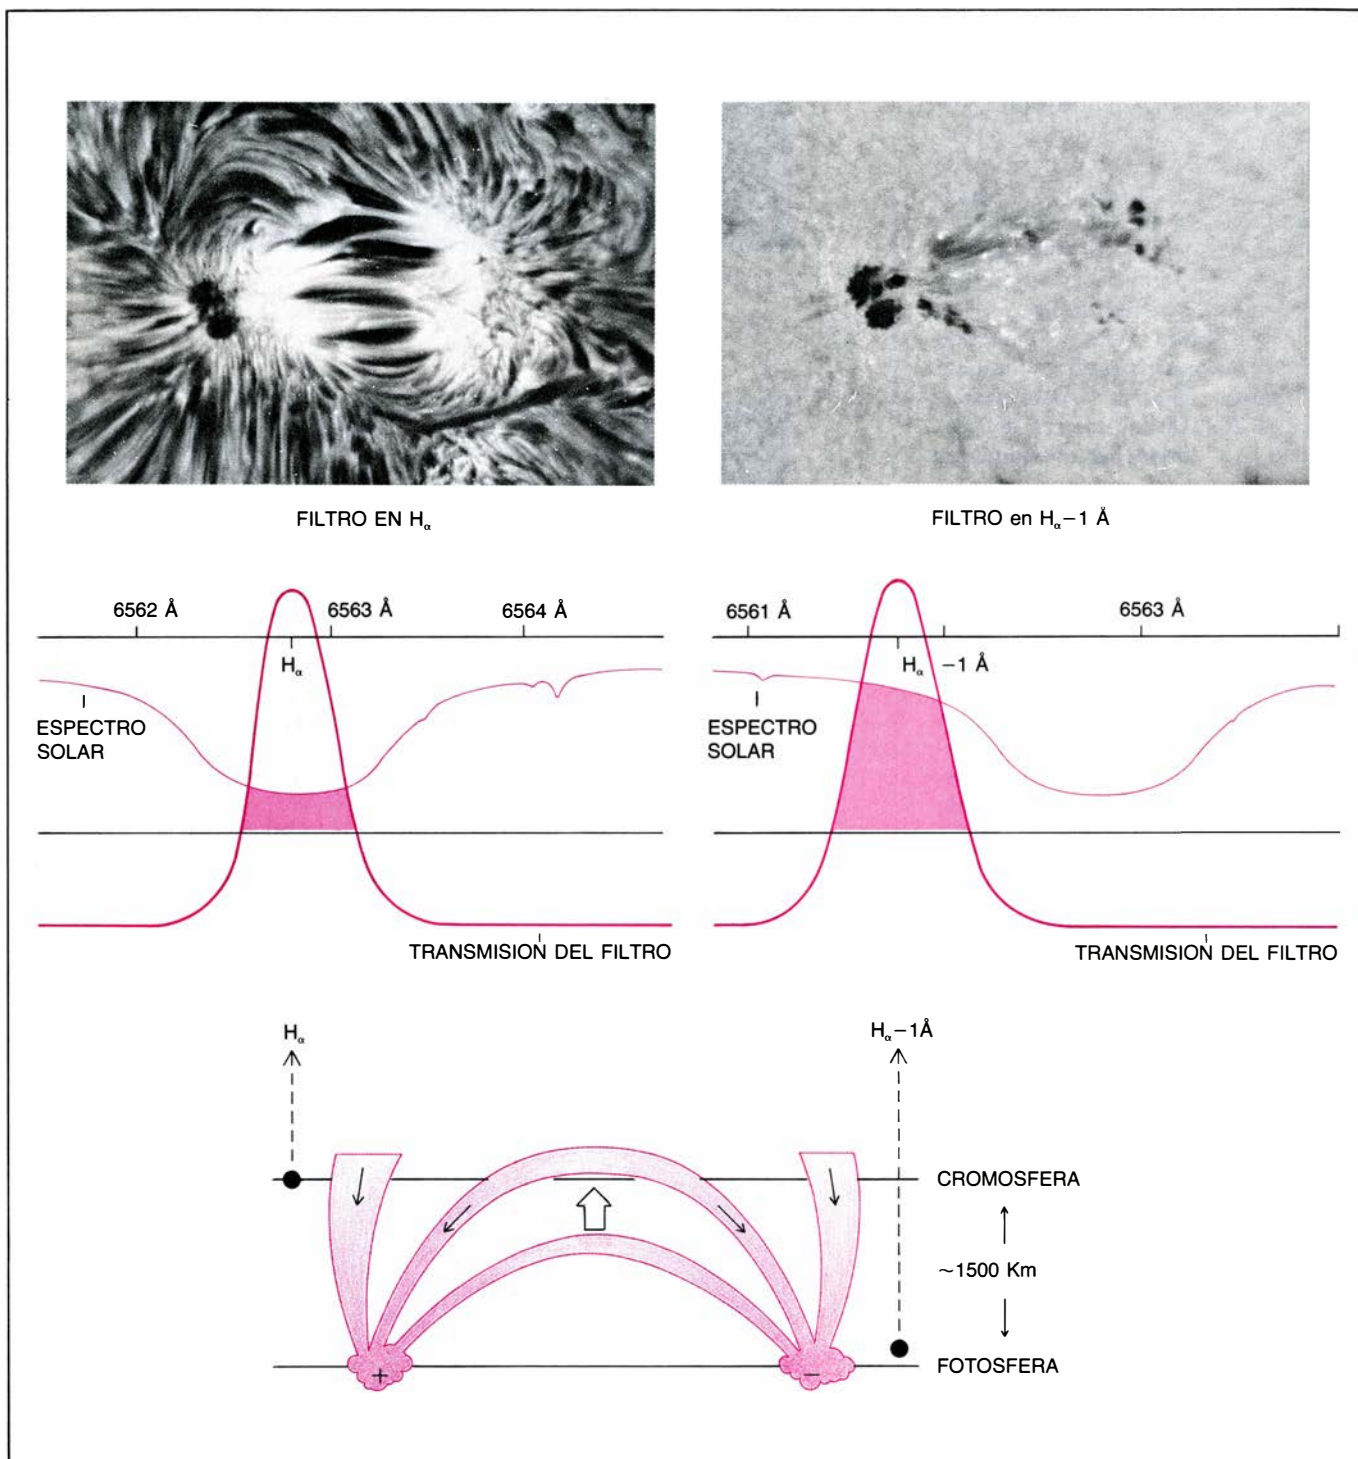 FILTRO EN Hα
FILTRO en Hα−1 Å
6562 Å 6563 Å 6564 Å
Hα
ESPECTRO
SOLAR
TRANSMISION DEL FILTRO
6561 Å 6563 Å
Hα −1 Å
ESPECTRO
SOLAR
TRANSMISION DEL FILTRO
Hα
Hα−1Å
CROMOSFERA
~1500 Km
FOTOSFERA
+
−